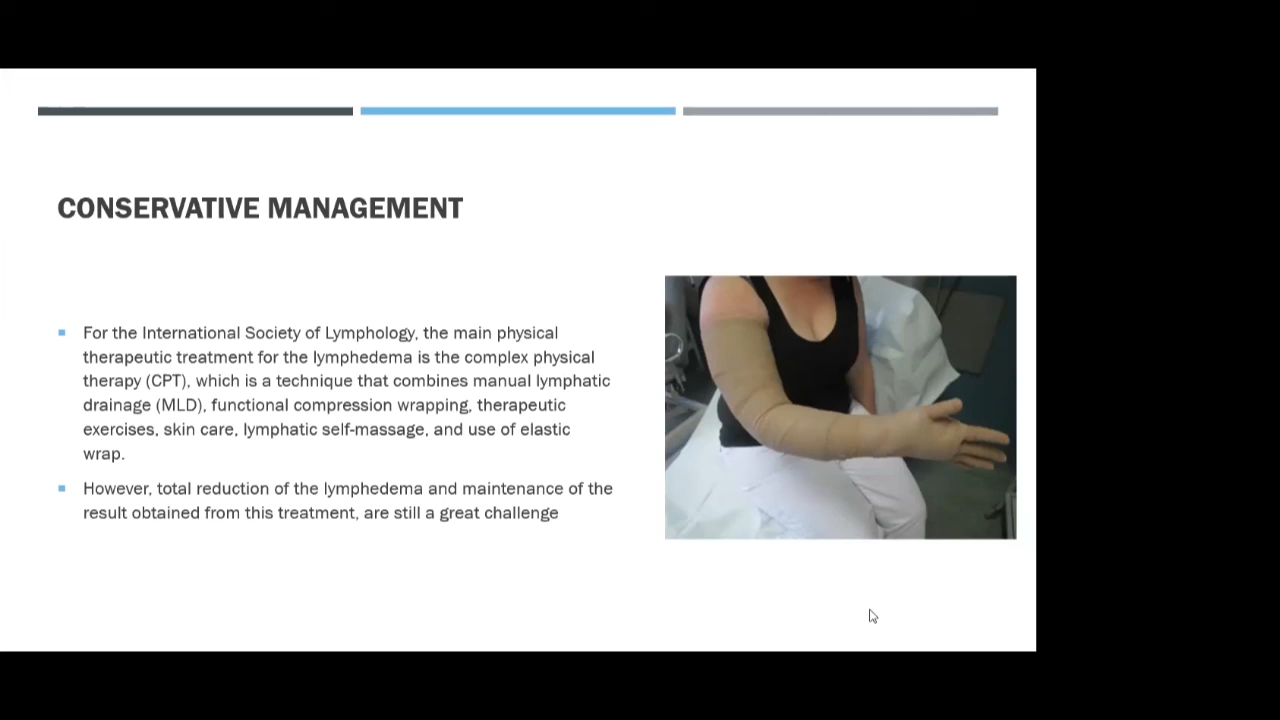 CONSERVATIVE MANAGEMENT
For the International Society of Lymphology, the main physical
therapeutic treatment for the lymphedema is the complex physical
therapy (CPT), which is a technique that combines manual lymphatic
drainage (MLD), functional compression wrapping, therapeutic
exercises, skin care, lymphatic self-massage, and use of elastic
wrap.
However, total reduction of the lymphedema and maintenance of the
result obtained from this treatment, are still a great challenge